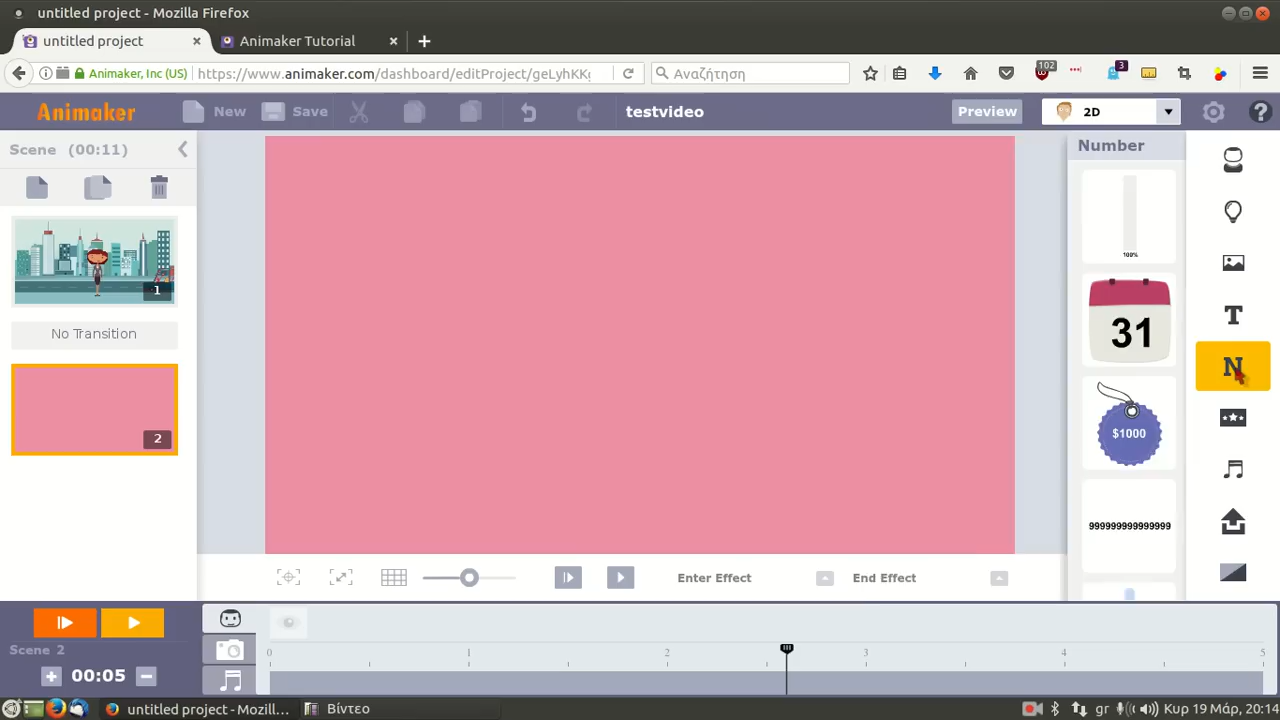 untitled project - Mozilla Firefox
untitled project
Animaker Tutorial
Animaker, Inc (US)
https://www.animaker.com/dashboard/editProject/geLyhKKg
Αναζήτηση
102
3
Animaker
New
Save
testvideo
Preview
2D
Scene (00:11)
Number
1
100%
No Transition
31
T
N
2
$1000
999999999999999
Enter Effect
End Effect
Scene 2
00:05
0
1
2
3
4
5
untitled project - Mozill...
Βίντεο
gr
Κυρ 19 Μάρ, 20:14